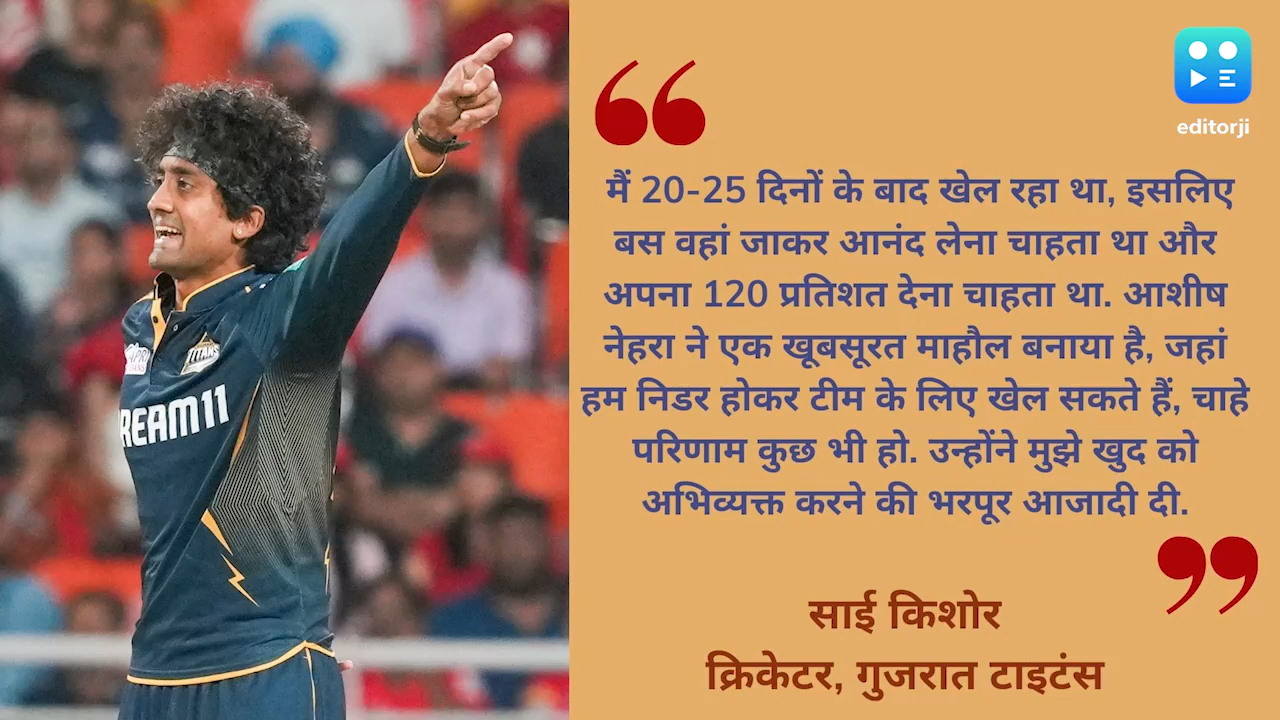 editorji
मैं 20-25 दिनों के बाद खेल रहा था, इसलिए
बस वहां जाकर आनंद लेना चाहता था और
अपना 120 प्रतिशत देना चाहता था. आशीष
नेहरा ने एक खूबसूरत माहौल बनाया है, जहां
हम निडर होकर टीम के लिए खेल सकते हैं, चाहे
परिणाम कुछ भी हो. उन्होंने मुझे खुद को
अभिव्यक्त करने की भरपूर आजादी दी.
साई किशोर
क्रिकेटर, गुजरात टाइटंस
TITANS
REAM11